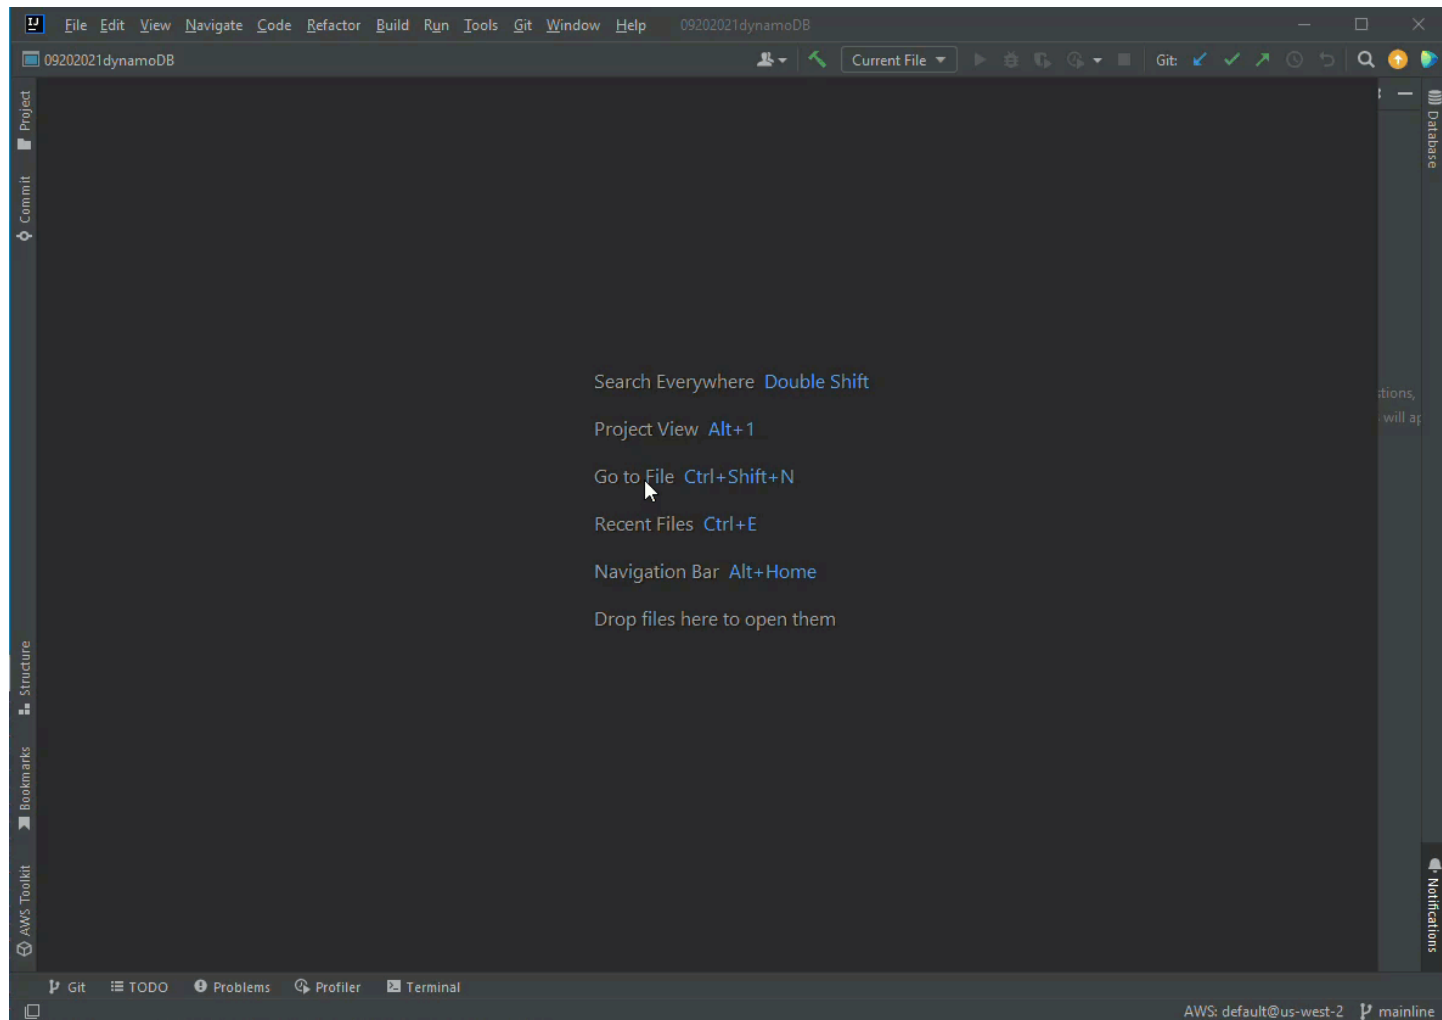 IJ File Edit View Navigate Code Refactor Build Run Tools Git Window Help 09202021dynamoDB
09202021dynamoDB Current File Git:
Project
Commit
Structure
Bookmarks
AWS Toolkit
Search Everywhere Double Shift
Project View Alt+1
Go to File Ctrl+Shift+N
Recent Files Ctrl+E
Navigation Bar Alt+Home
Drop files here to open them
will
Database
Notifications
Git TODO Problems Profiler Terminal
AWS: default@us-west-2 mainline